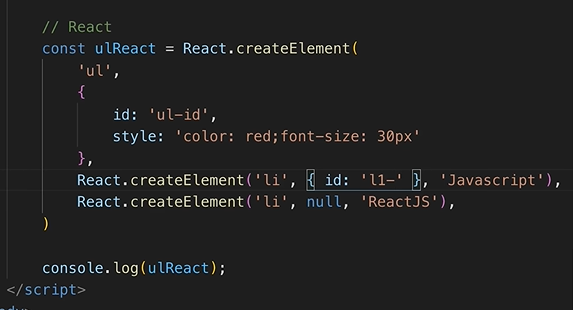 // React
const ulReact = React.createElement(
'ul',
{
id: 'ul-id',
style: 'color: red;font-size: 30px'
},
React.createElement('li', { id: 'l1-' }, 'Javascript'),
React.createElement('li', null, 'ReactJS'),
)
console.log(ulReact);
</script>